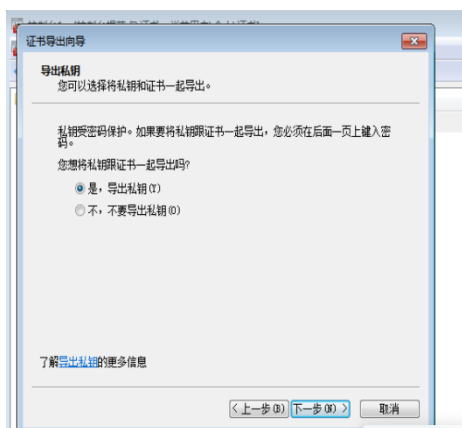 证书导出向导
导出私钥
您可以选择将私钥和证书一起导出。
私钥受密码保护。如果要将私钥跟证书一起导出，您必须在后面一页上键入密
码。
您想将私钥跟证书一起导出吗?
是，导出私钥(Y)
不，不要导出私钥(O)
了解导出私钥的更多信息
< 上一步(B) 下一步(N) > 取消